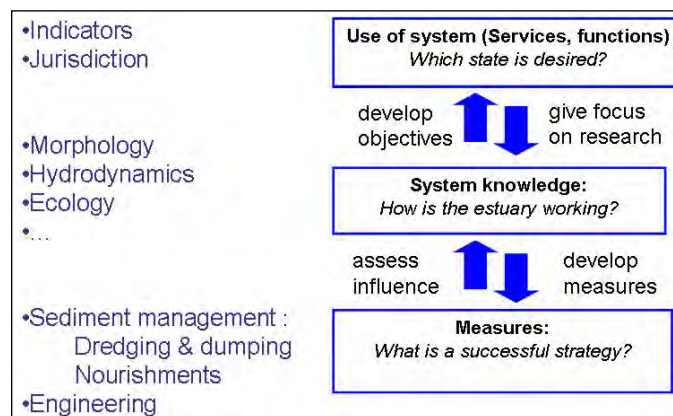 •Indicators
•Jurisdiction
Use of system (Services, functions)
Which state is desired?
develop
objectives
give focus
on research
•Morphology
•Hydrodynamics
•Ecology
•...
System knowledge:
How is the estuary working?
assess
influence
develop
measures
•Sediment management :
Dredging & dumping
Nourishments
•Engineering
Measures:
What is a successful strategy?